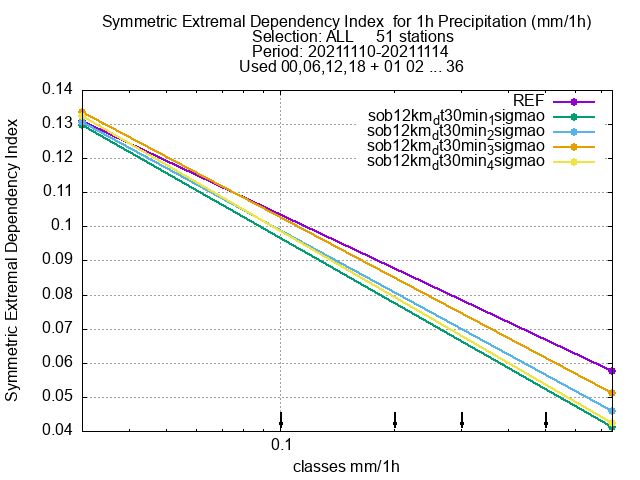 Symmetric Extremal Dependency Index  for 1h Precipitation (mm/1h)
Selection: ALL     51 stations
Period: 20211110-20211114
Used 00,06,12,18 + 01 02 ... 36
REF
sob12km_dt30min_1sigmao
sob12km_dt30min_2sigmao
sob12km_dt30min_3sigmao
sob12km_dt30min_4sigmao
Symmetric Extremal Dependency Index
0.14
0.13
0.12
0.11
0.1
0.09
0.08
0.07
0.06
0.05
0.04
0.1
classes mm/1h